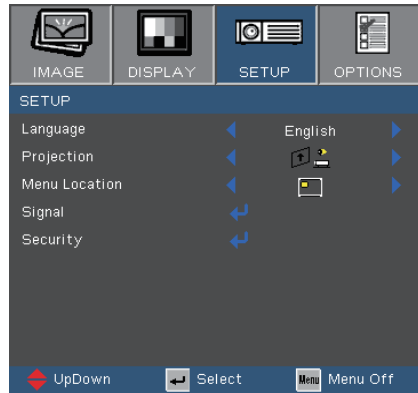 IMAGE DISPLAY SETUP OPTIONS
SETUP
Language English
Projection
Menu Location
Signal
Security
UpDown Select Menu Menu Off